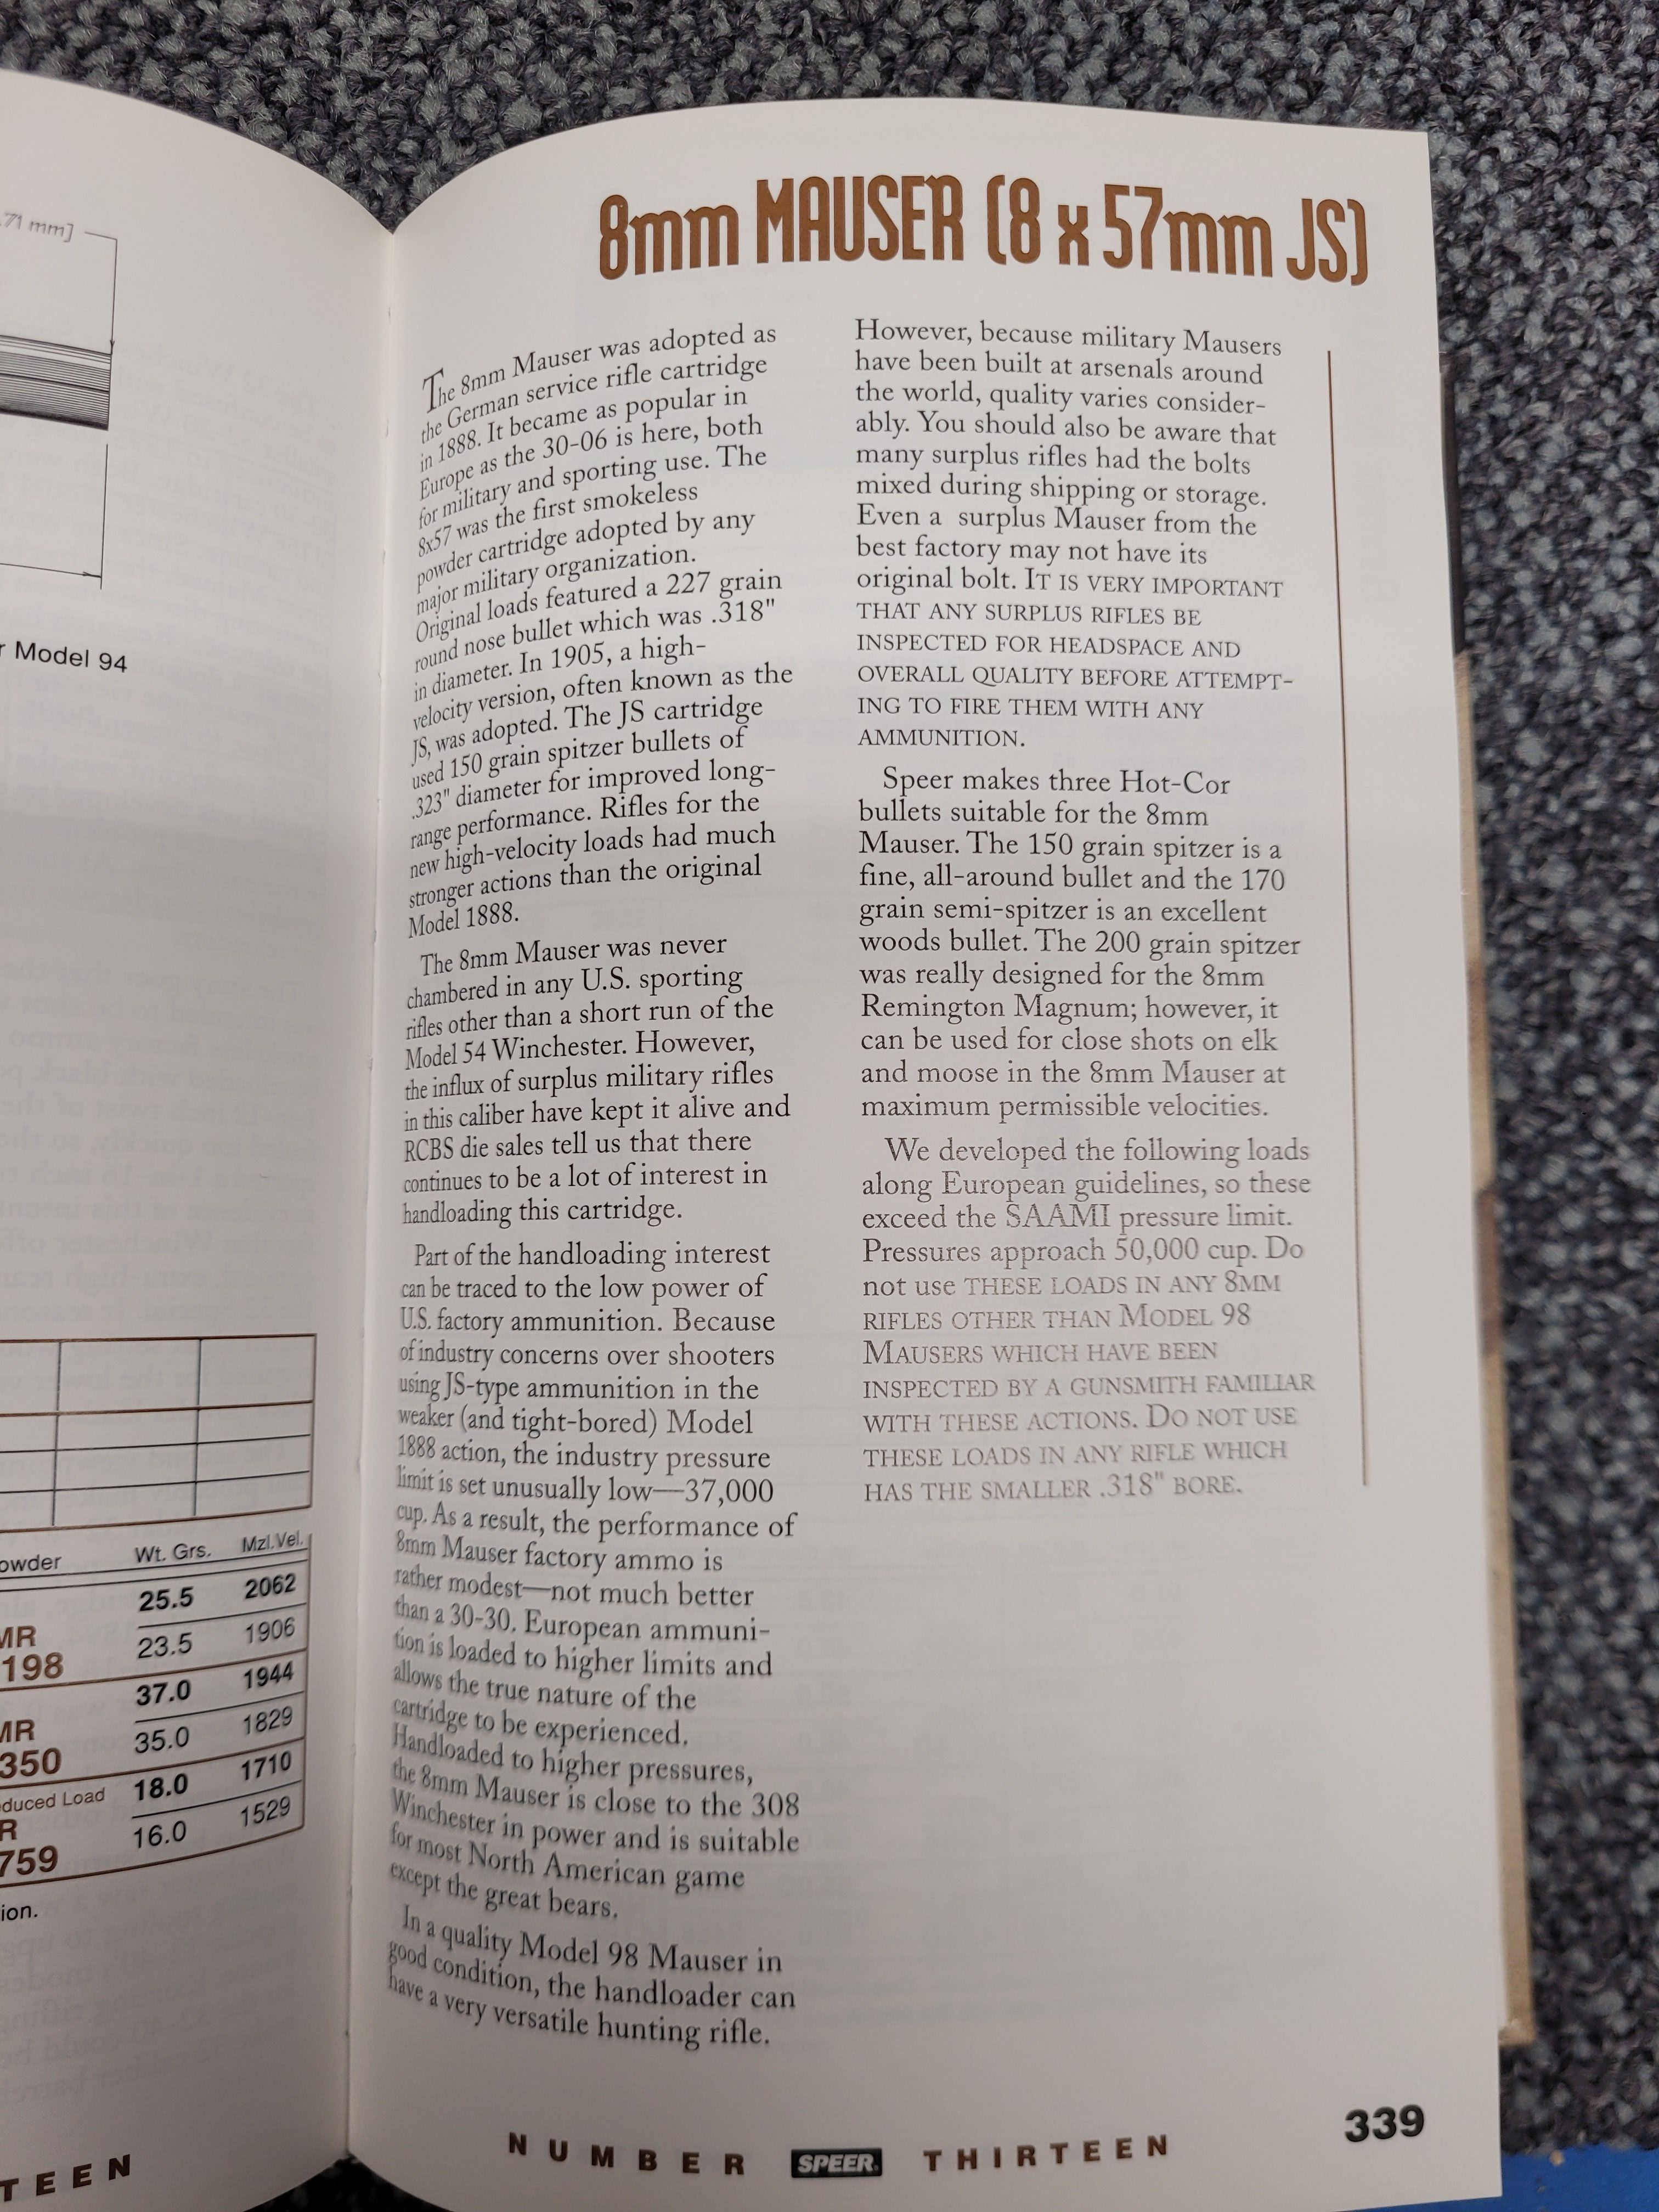 .71 mm]
r Model 94
owder Wt. Grs. Mzl.Vel.
25.5 2062
MR
198 23.5 1906
37.0 1944
MR
350 35.0 1829
duced Load 18.0 1710
R
759 16.0 1529
ion.
TEEN
8mm MAUSER (8 x 57mm JS)
The 8mm Mauser was adopted as
the German service rifle cartridge
in 1888. It became as popular in
Europe as the 30-06 is here, both
for military and sporting use. The
8x57 was the first smokeless
powder cartridge adopted by any
major military organization.
Original loads featured a 227 grain
round nose bullet which was .318"
in diameter. In 1905, a high-
velocity version, often known as the
JS, was adopted. The JS cartridge
used 150 grain spitzer bullets of
.323" diameter for improved long-
range performance. Rifles for the
new high-velocity loads had much
stronger actions than the original
Model 1888.
The 8mm Mauser was never
chambered in any U.S. sporting
rifles other than a short run of the
Model 54 Winchester. However,
the influx of surplus military rifles
in this caliber have kept it alive and
RCBS die sales tell us that there
continues to be a lot of interest in
handloading this cartridge.
Part of the handloading interest
can be traced to the low power of
U.S. factory ammunition. Because
of industry concerns over shooters
using JS-type ammunition in the
weaker (and tight-bored) Model
1888 action, the industry pressure
limit is set unusually low—37,000
cup. As a result, the performance of
8mm Mauser factory ammo is
rather modest—not much better
than a 30-30. European ammuni-
tion is loaded to higher limits and
allows the true nature of the
cartridge to be experienced.
Handloaded to higher pressures,
the 8mm Mauser is close to the 308
Winchester in power and is suitable
for most North American game
except the great bears.
In a quality Model 98 Mauser in
good condition, the handloader can
have a very versatile hunting rifle.
However, because military Mausers
have been built at arsenals around
the world, quality varies consider-
ably. You should also be aware that
many surplus rifles had the bolts
mixed during shipping or storage.
Even a surplus Mauser from the
best factory may not have its
original bolt. IT IS VERY IMPORTANT
THAT ANY SURPLUS RIFLES BE
INSPECTED FOR HEADSPACE AND
OVERALL QUALITY BEFORE ATTEMPT-
ING TO FIRE THEM WITH ANY
AMMUNITION.
Speer makes three Hot-Cor
bullets suitable for the 8mm
Mauser. The 150 grain spitzer is a
fine, all-around bullet and the 170
grain semi-spitzer is an excellent
woods bullet. The 200 grain spitzer
was really designed for the 8mm
Remington Magnum; however, it
can be used for close shots on elk
and moose in the 8mm Mauser at
maximum permissible velocities.
We developed the following loads
along European guidelines, so these
exceed the SAAMI pressure limit.
Pressures approach 50,000 cup. Do
not use THESE LOADS IN ANY 8MM
RIFLES OTHER THAN MODEL 98
MAUSERS WHICH HAVE BEEN
INSPECTED BY A GUNSMITH FAMILIAR
WITH THESE ACTIONS. DO NOT USE
THESE LOADS IN ANY RIFLE WHICH
HAS THE SMALLER .318" BORE.
NUMBER SPEER THIRTEEN
339